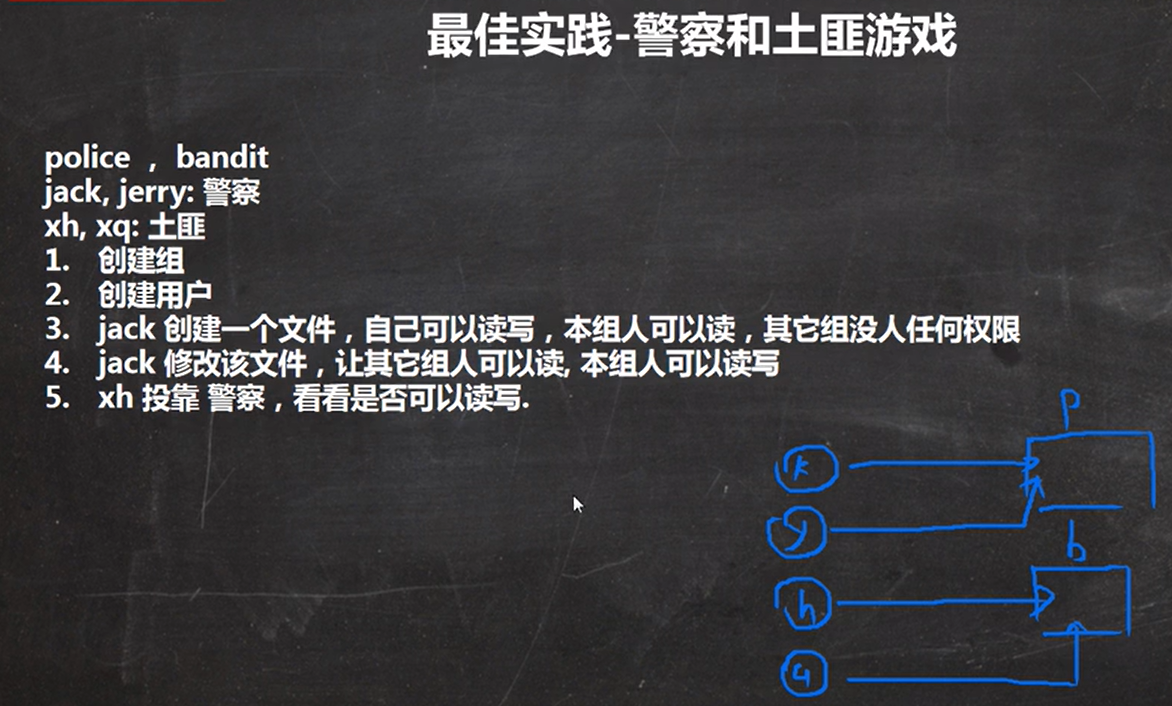 最佳实践-警察和土匪游戏
police , bandit
jack, jerry: 警察
xh, xq: 土匪
1. 创建组
2. 创建用户
3. jack 创建一个文件，自己可以读写，本组人可以读，其它组没人任何权限
4. jack 修改该文件，让其它组人可以读, 本组人可以读写
5. xh 投靠 警察，看看是否可以读写.
p
k
y
b
h
q